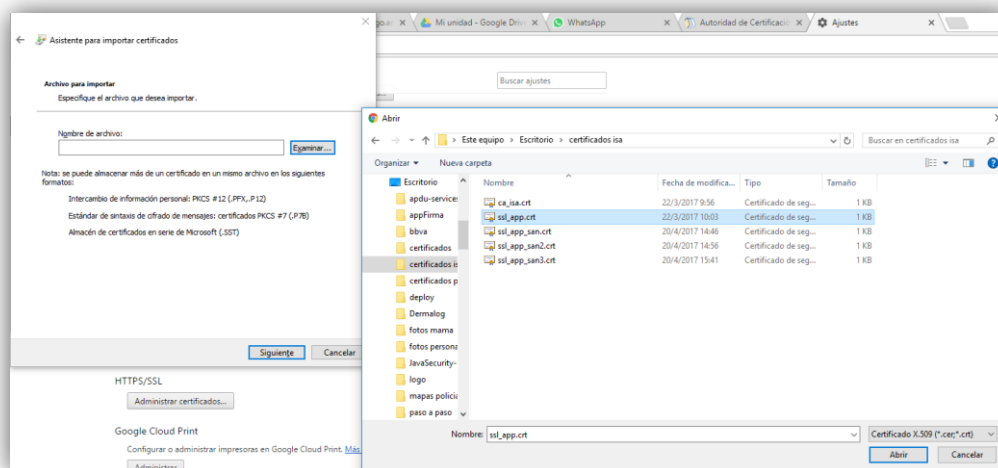 go.ar
Mi unidad - Google Driv
WhatsApp
Autoridad de Certificació
Ajustes
Asistente para importar certificados
Buscar ajustes
Archivo para importar
Especifique el archivo que desea importar.
Nombre de archivo:
Examinar...
Nota: se puede almacenar más de un certificado en un mismo archivo en los siguientes
formatos:
Intercambio de información personal: PKCS #12 (.PFX,.P12)
Estándar de sintaxis de cifrado de mensajes: certificados PKCS #7 (.P7B)
Almacén de certificados en serie de Microsoft (.SST)
Siguiente
Cancelar
Abrir
Este equipo > Escritorio > certificados isa
Buscar en certificados isa
Organizar
Nueva carpeta
Escritorio
apdu-services
appFirma
bbva
certificados
certificados is
certificados p
deploy
Dermalog
fotos mama
fotos persona
JavaSecurity-
logo
mapas policia
paso a paso
Nombre Fecha de modifica... Tipo Tamaño
ca_isa.crt 22/3/2017 9:56 Certificado de seg... 1 KB
ssl_app.crt 22/3/2017 10:03 Certificado de seg... 1 KB
ssl_app_san.crt 20/4/2017 14:46 Certificado de seg... 1 KB
ssl_app_san2.crt 20/4/2017 14:56 Certificado de seg... 1 KB
ssl_app_san3.crt 20/4/2017 15:41 Certificado de seg... 1 KB
Nombre: ssl_app.crt
Certificado X.509 (*.cer;*.crt)
Abrir
Cancelar
HTTPS/SSL
Administrar certificados...
Google Cloud Print
Configurar o administrar impresoras en Google Cloud Print. Más
Administrar